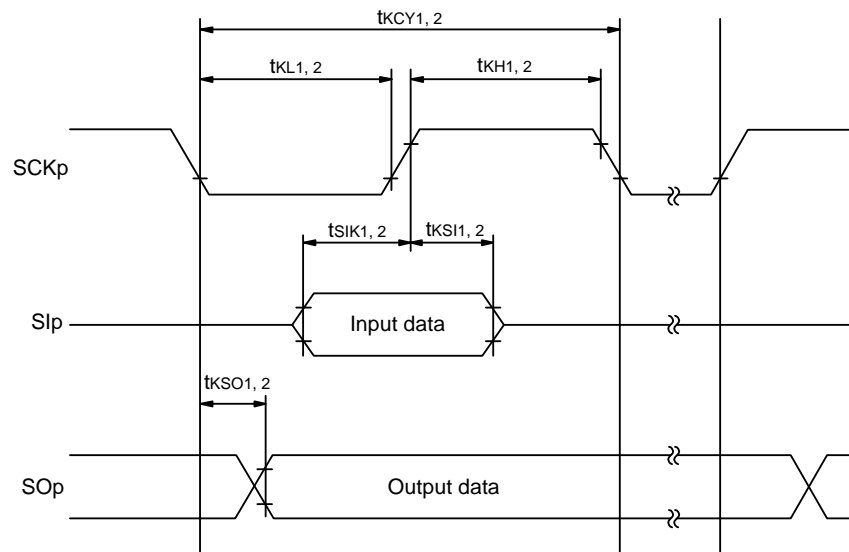 tKCY1, 2
tKL1, 2
tKH1, 2
SCKp
tSIK1, 2
tKSI1, 2
SIp
Input data
tKSO1, 2
SOp
Output data